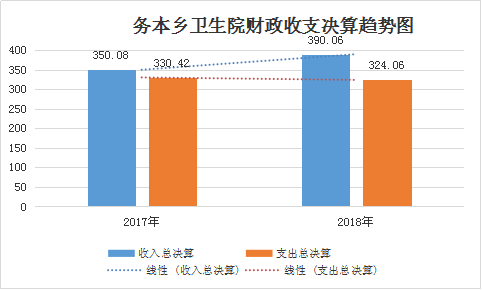 务本乡卫生院财政收支决算趋势图
390.06
400
350.08
330.42
324.06
350
300
250
200
150
100
50
0
2017年
2018年
收入总决算
支出总决算
线性 (收入总决算)
线性 (支出总决算)